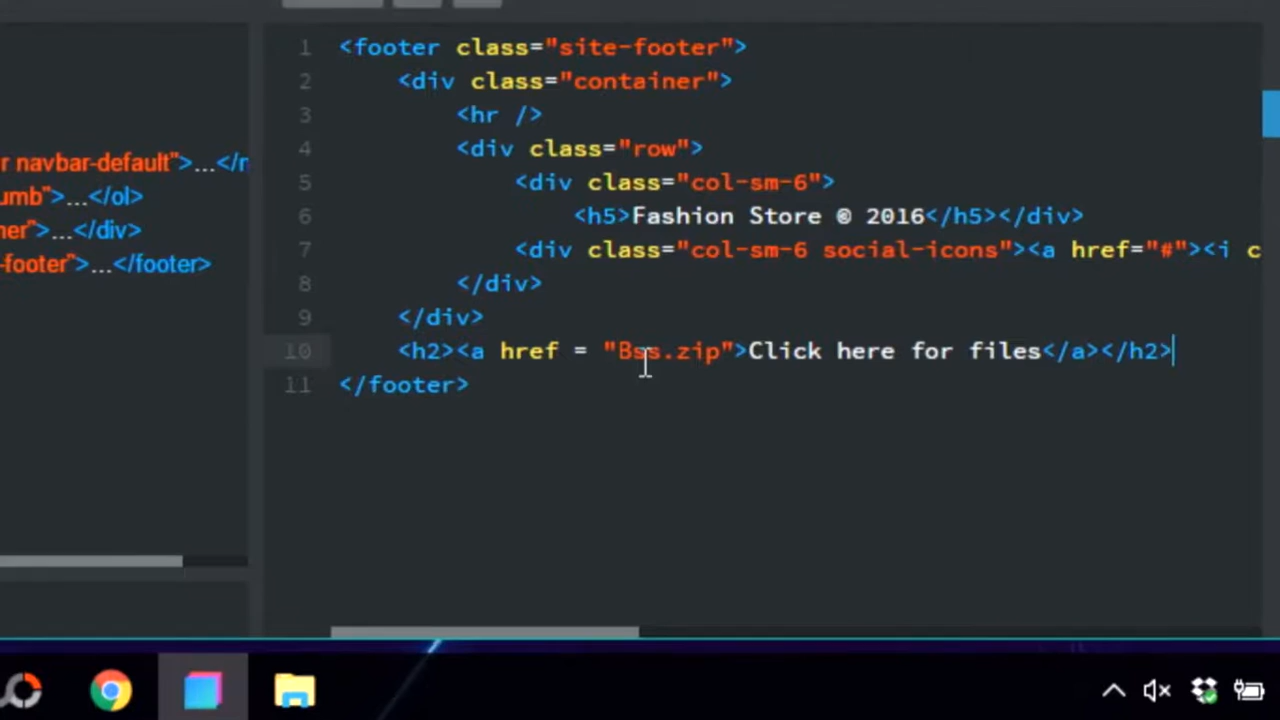 r navbar-default">...</n
umb">...</ol>
ner">...</div>
-footer">...</footer>
1 <footer class="site-footer">
2 <div class="container">
3 <hr />
4 <div class="row">
5 <div class="col-sm-6">
6 <h5>Fashion Store © 2016</h5></div>
7 <div class="col-sm-6 social-icons"><a href="#"><i c
8 </div>
9 </div>
10 <h2><a href = "Bss.zip">Click here for files</a></h2>
11 </footer>